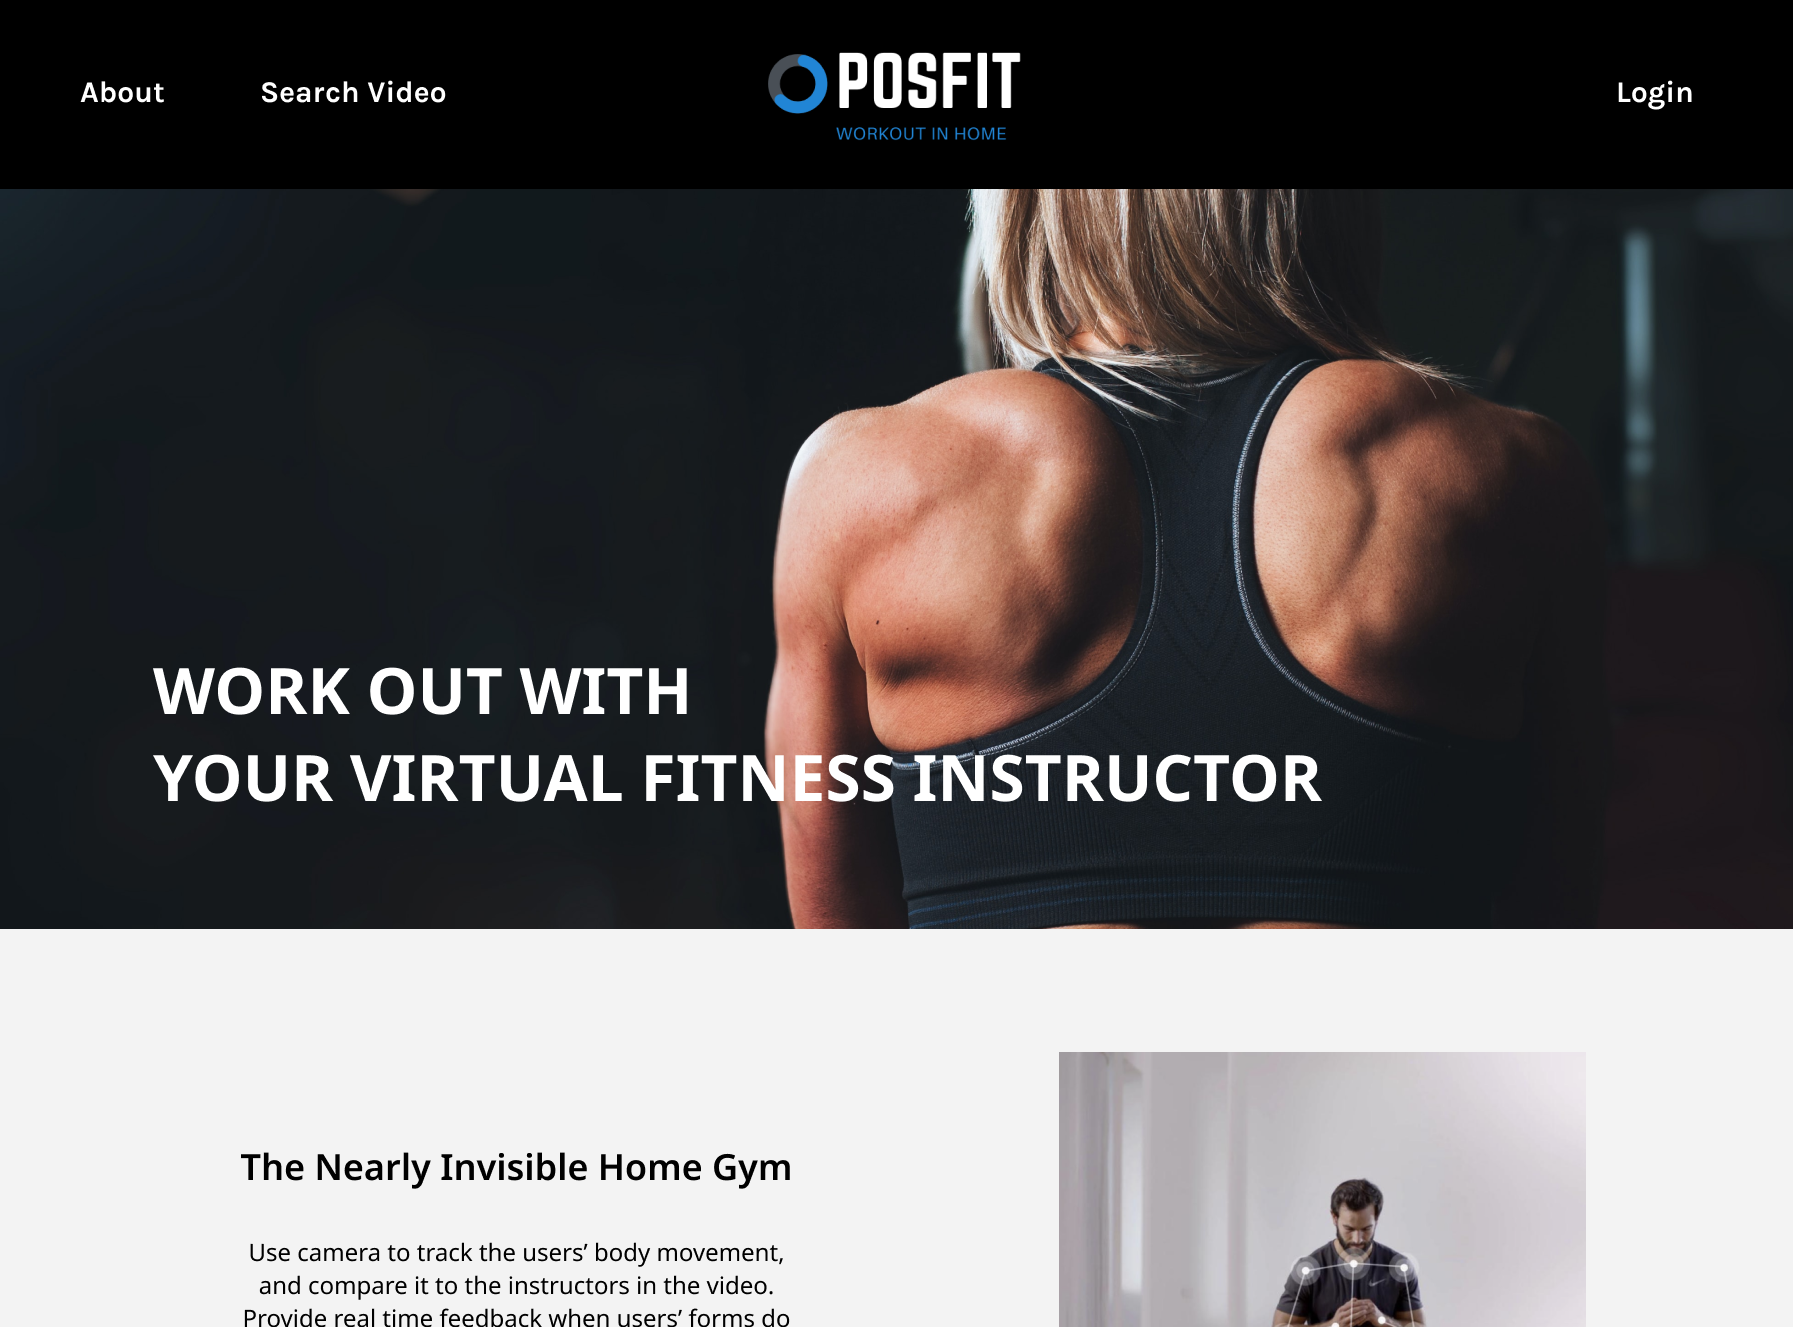 About
Search Video
POSFIT
WORKOUT IN HOME
Login
WORK OUT WITH
YOUR VIRTUAL FITNESS INSTRUCTOR
The Nearly Invisible Home Gym
Use camera to track the users’ body movement,
and compare it to the instructors in the video.
Provide real time feedback when users’ forms do